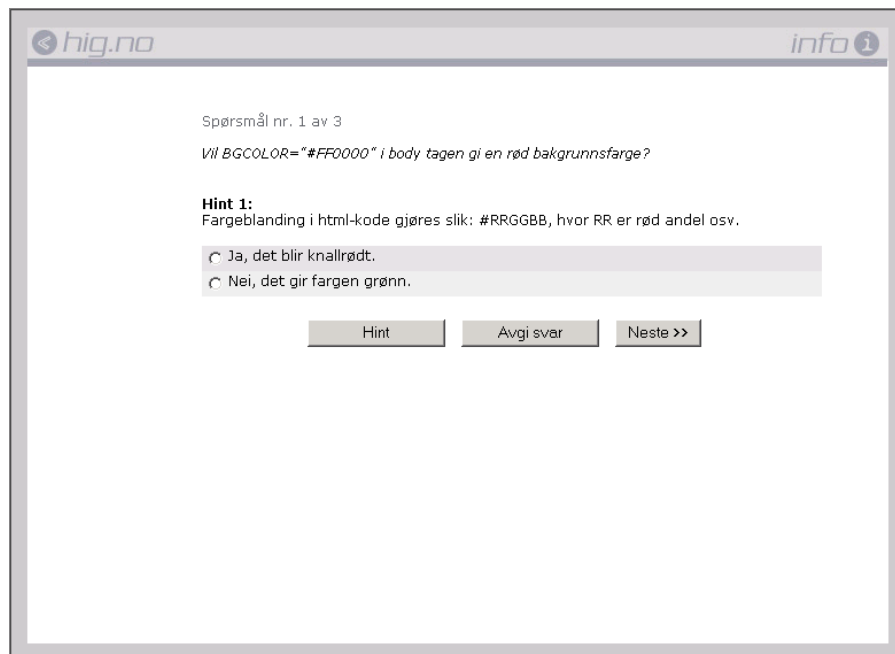 hig.no
info i
Spørsmål nr. 1 av 3
Vil BGCOLOR="#FF0000" i body tagen gi en rød bakgrunnsfarge?
Hint 1:
Fargeblanding i html-kode gjøres slik: #RRGGBB, hvor RR er rød andel osv.
Ja, det blir knallrødt.
Nei, det gir fargen grønn.
Hint
Avgi svar
Neste >>